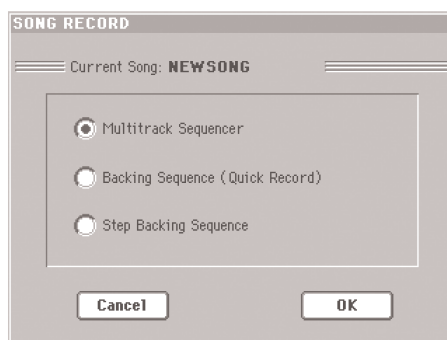 SONG RECORD
Current Song: NEWSONG
Multitrack Sequencer
Backing Sequence (Quick Record)
Step Backing Sequence
Cancel OK